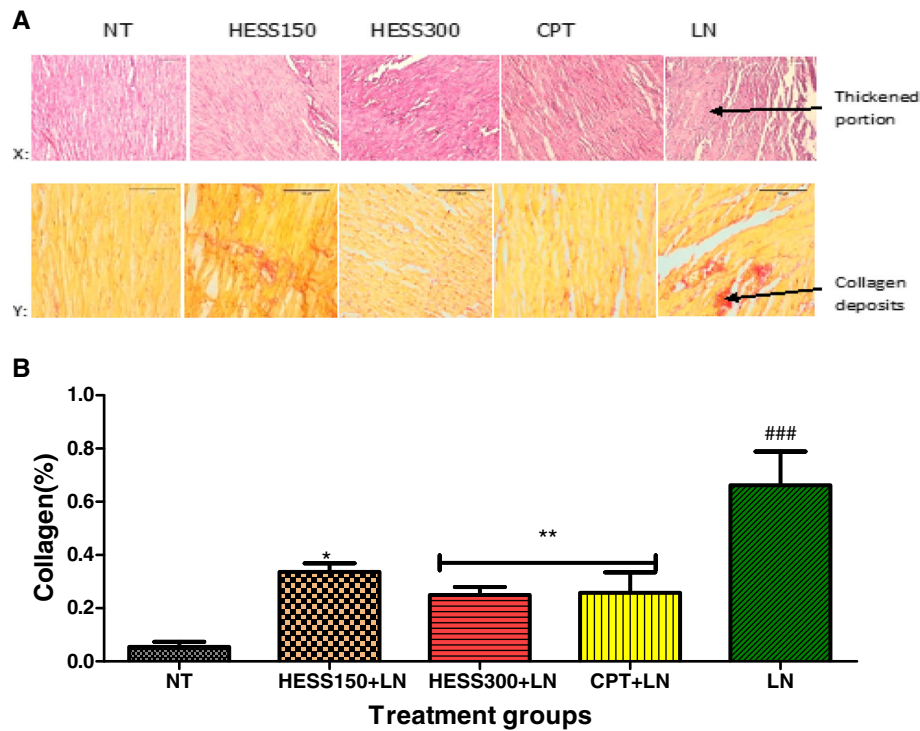 A
NT HESS150 HESS300 CPT LN
X:
Thickened
portion
Y:
Collagen
deposits
B
Collagen(%)
1.0
0.8
0.6
0.4
0.2
0.0
*
**
###
NT HESS150+LN HESS300+LN CPT+LN LN
Treatment groups